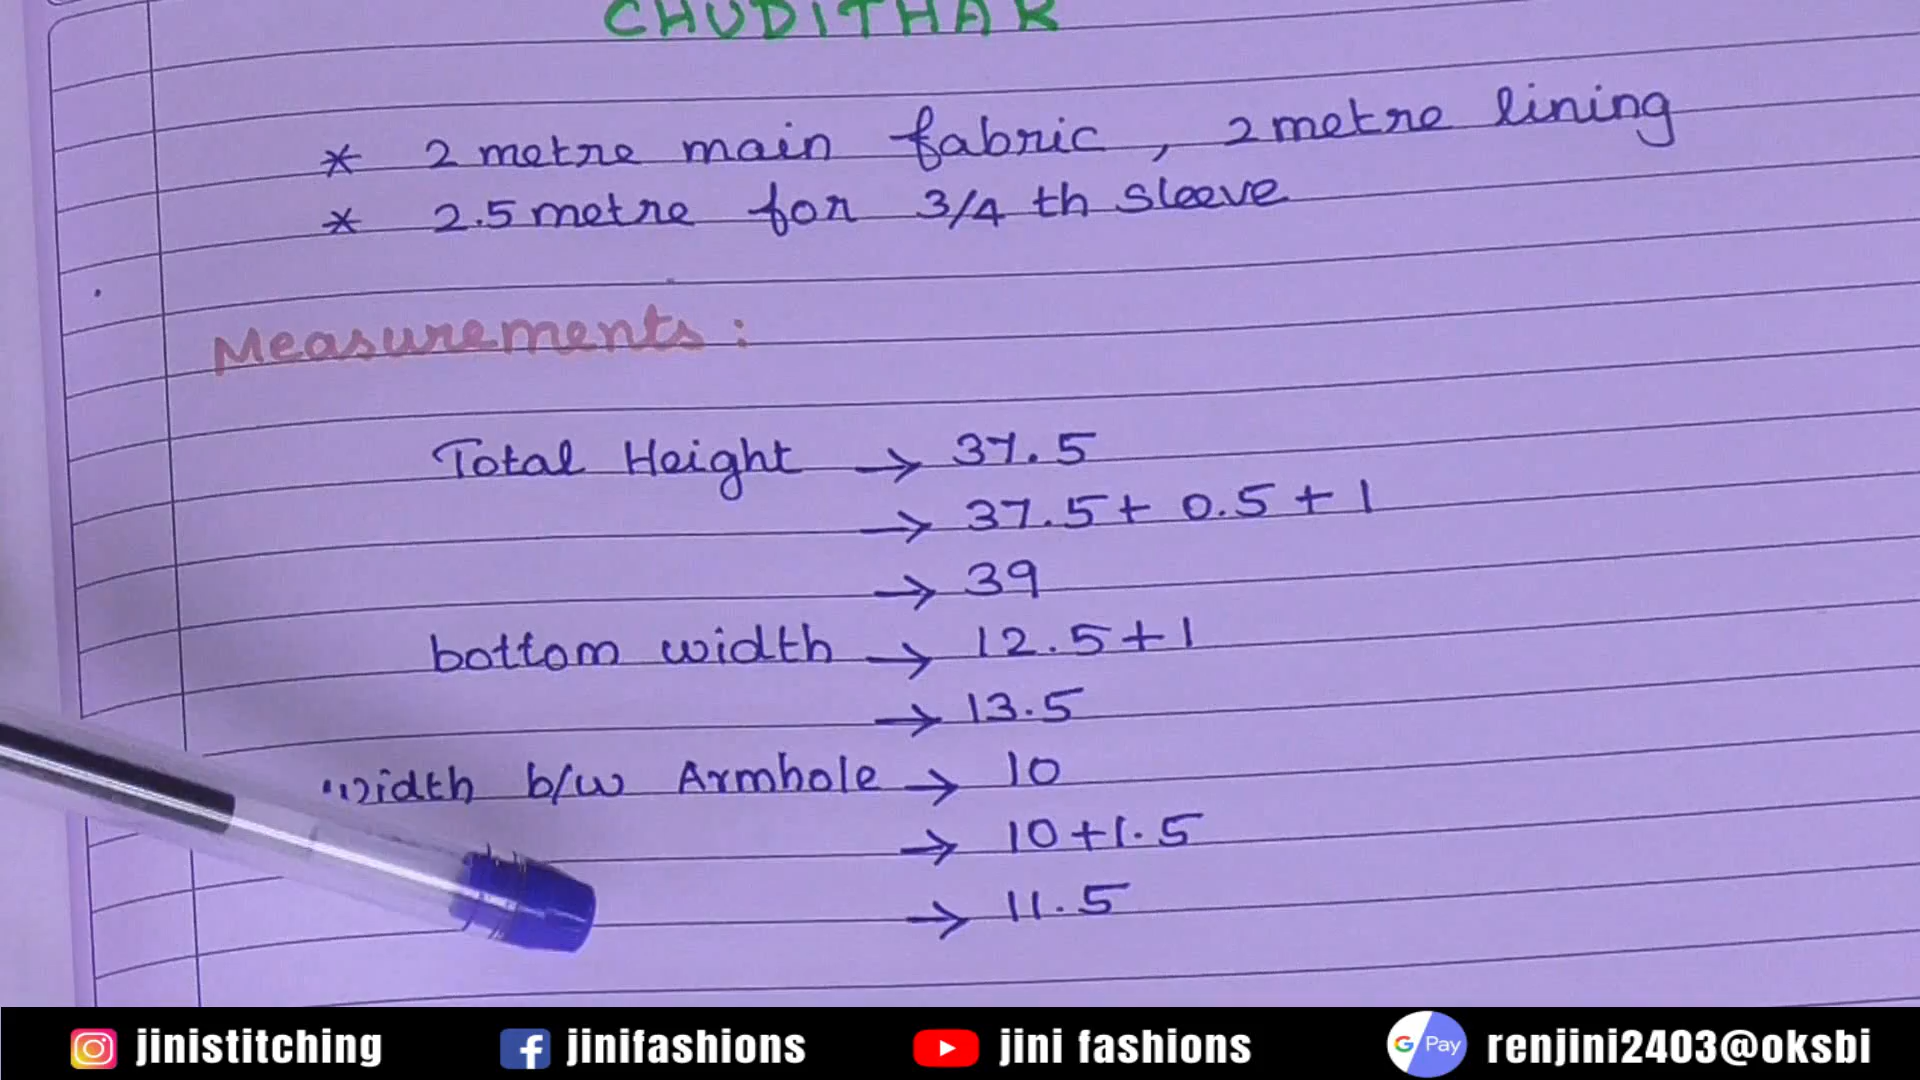 CHUDITHAR
* 2 metre main fabric, 2 metre lining
* 2.5 metre for 3/4 th sleeve
Measurements:
Total Height → 37.5
→ 37.5 + 0.5 + 1
→ 39
bottom width → 12.5 + 1
→ 13.5
width b/w Armhole → 10
→ 10 + 1.5
→ 11.5
jinistitching jinifashions jini fashions G Pay renjini2403@oksbi